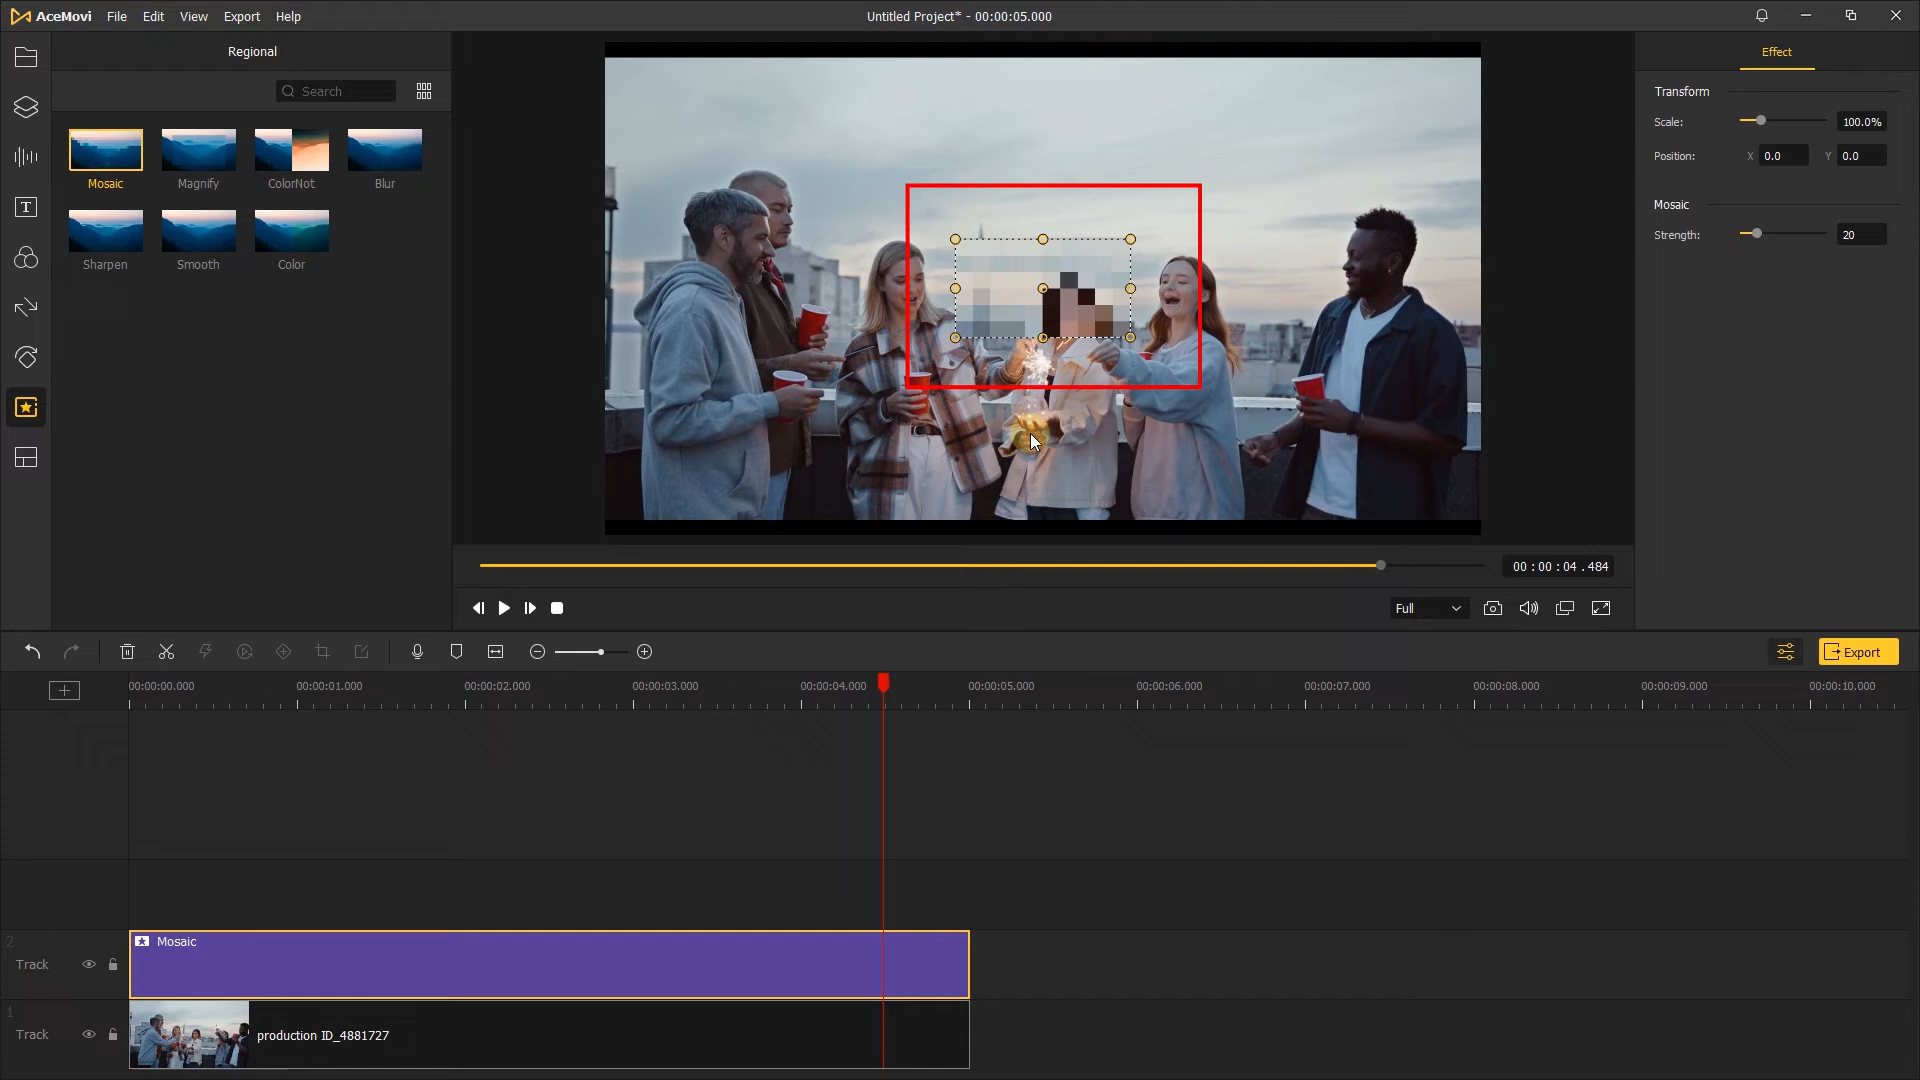 AceMovi File Edit View Export Help
Untitled Project* - 00:00:05.000
Regional
Search
Mosaic Magnify ColorNot Blur
Sharpen Smooth Color
Effect
Transform
Scale: 100.0%
Position: X 0.0 Y 0.0
Mosaic
Strength: 20
00 : 00 : 04 . 484
Full
Export
00:00:00.000 00:00:01.000 00:00:02.000 00:00:03.000 00:00:04.000 00:00:05.000 00:00:06.000 00:00:07.000 00:00:08.000 00:00:09.000 00:00:10.000
2
Mosaic
Track
1
Track
production ID_4881727